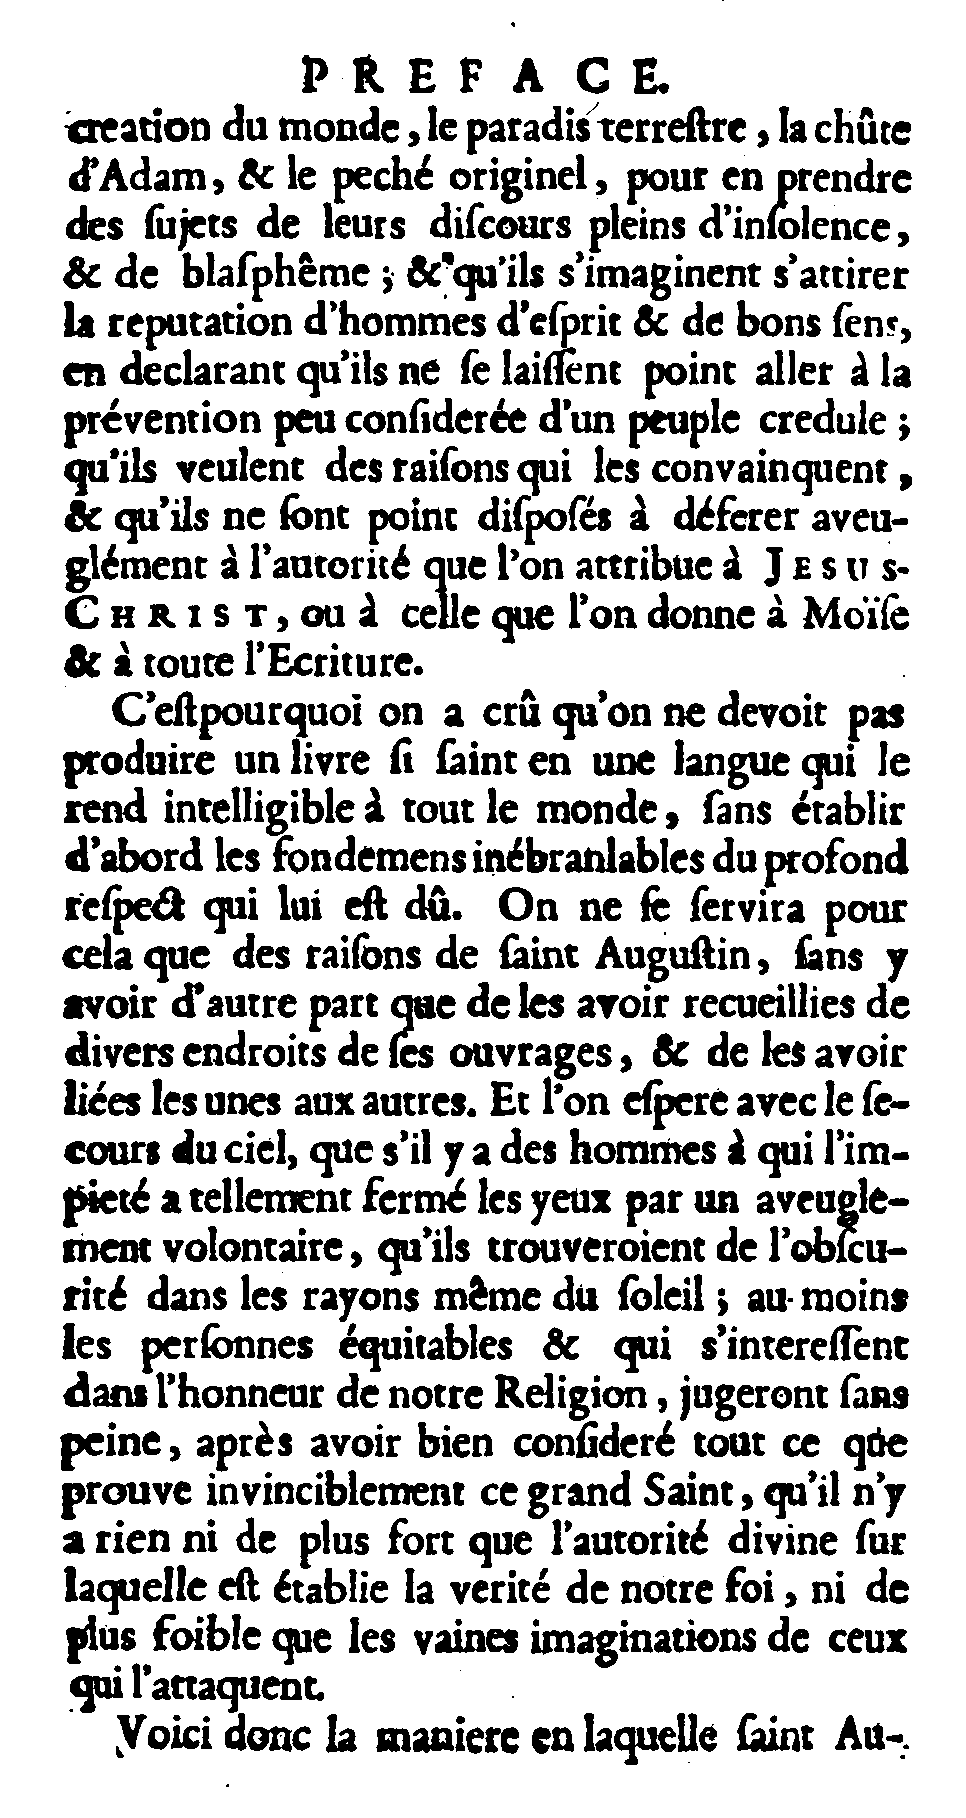 PREFACE.
creation du monde, le paradis terreſtre, la chûte
d'Adam, & le peché originel, pour en prendre
des ſujets de leurs diſcours pleins d'inſolence,
& de blaſphême ; & qu'ils s'imaginent s'attirer
la reputation d'hommes d'eſprit & de bons ſens,
en declarant qu'ils ne ſe laiſſent point aller à la
prévention peu conſiderée d'un peuple credule ;
qu'ils veulent des raiſons qui les convainquent,
& qu'ils ne ſont point diſpoſés à déferer aveu-
glément à l'autorité que l'on attribue à JESUS-
CHRIST, ou à celle que l'on donne à Moïſe
& à toute l'Ecriture.
C'eſtpourquoi on a crû qu'on ne devoit pas
produire un livre ſi ſaint en une langue qui le
rend intelligible à tout le monde, ſans établir
d'abord les fondemens inébranlables du profond
reſpect qui lui eſt dû. On ne ſe ſervira pour
cela que des raiſons de ſaint Auguſtin, ſans y
avoir d'autre part que de les avoir recueillies de
divers endroits de ſes ouvrages, & de les avoir
liées les unes aux autres. Et l'on eſpere avec le ſe-
cours du ciel, que s'il y a des hommes à qui l'im-
pieté a tellement fermé les yeux par un aveugle-
ment volontaire, qu'ils trouveroient de l'obſcu-
rité dans les rayons même du ſoleil ; au moins
les perſonnes équitables & qui s'intereſſent
dans l'honneur de notre Religion, jugeront ſans
peine, après avoir bien conſideré tout ce que
prouve invinciblement ce grand Saint, qu'il n'y
a rien ni de plus fort que l'autorité divine ſur
laquelle eſt établie la verité de notre foi, ni de
plus foible que les vaines imaginations de ceux
qui l'attaquent.
Voici donc la maniere en laquelle ſaint Au-